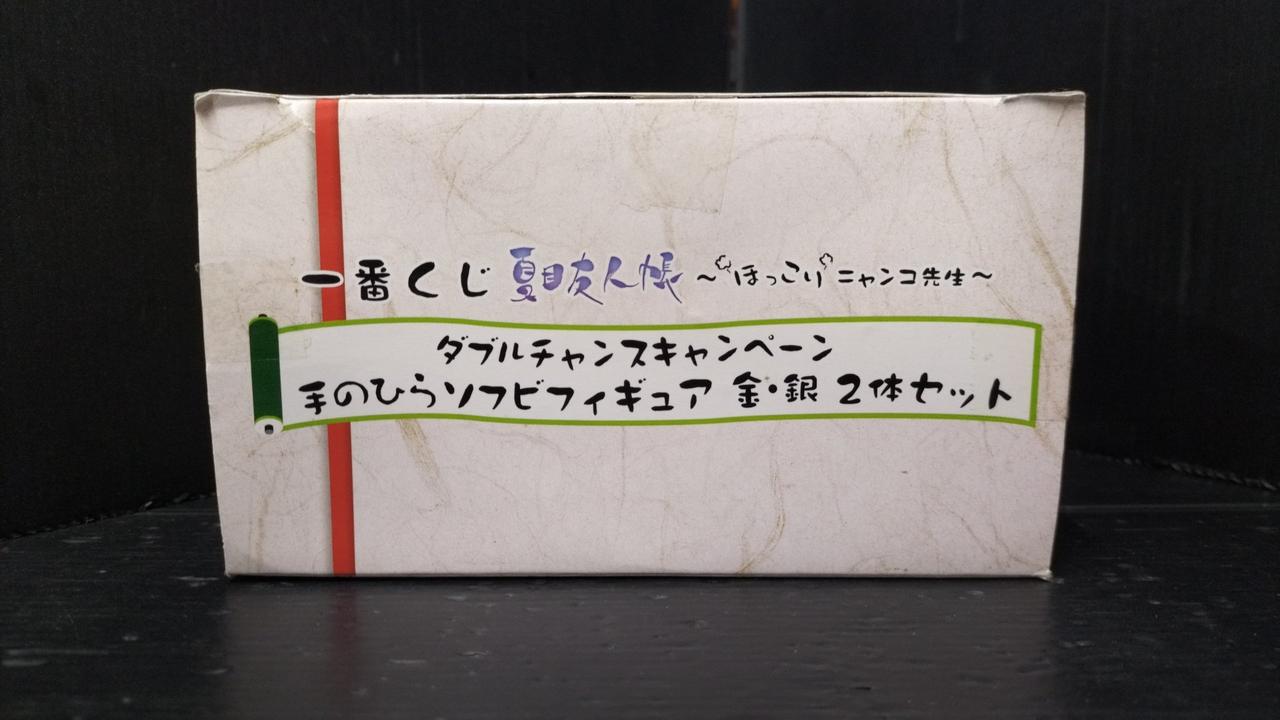 一番くじ 夏目友人帳 ～ほっこりニャンコ先生～
ダブルチャンスキャンペーン
手のひらソフビフィギュア 金・銀 2体セット